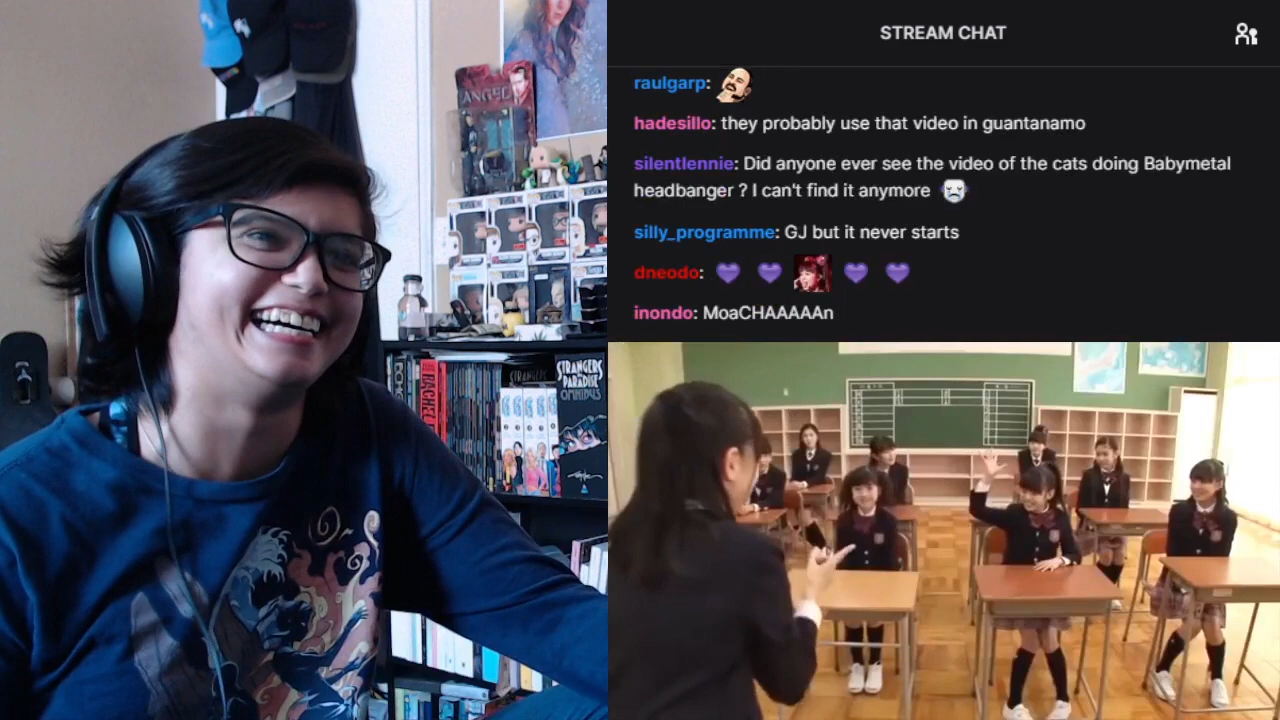 STREAM CHAT
raulgarp:
hadesillo: they probably use that video in guantanamo
silentlennie: Did anyone ever see the video of the cats doing Babymetal
headbanger ? I can't find it anymore
silly_programme: GJ but it never starts
dneodo:
inondo: MoaCHAAAAAn
ANGEL
RACHEL
STRANGERS
IN
PARADISE
OMNIBUS